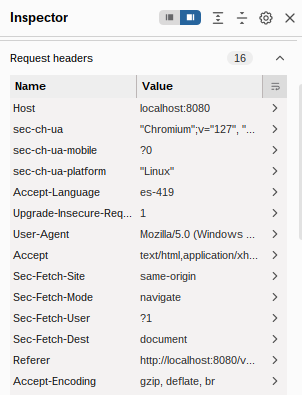 Inspector
Request headers 16
Name Value
Host localhost:8080
sec-ch-ua "Chromium";v="127", "...
sec-ch-ua-mobile ?0
sec-ch-ua-platform "Linux"
Accept-Language es-419
Upgrade-Insecure-Req... 1
User-Agent Mozilla/5.0 (Windows ...
Accept text/html,application/xh...
Sec-Fetch-Site same-origin
Sec-Fetch-Mode navigate
Sec-Fetch-User ?1
Sec-Fetch-Dest document
Referer http://localhost:8080/v...
Accept-Encoding gzip, deflate, br